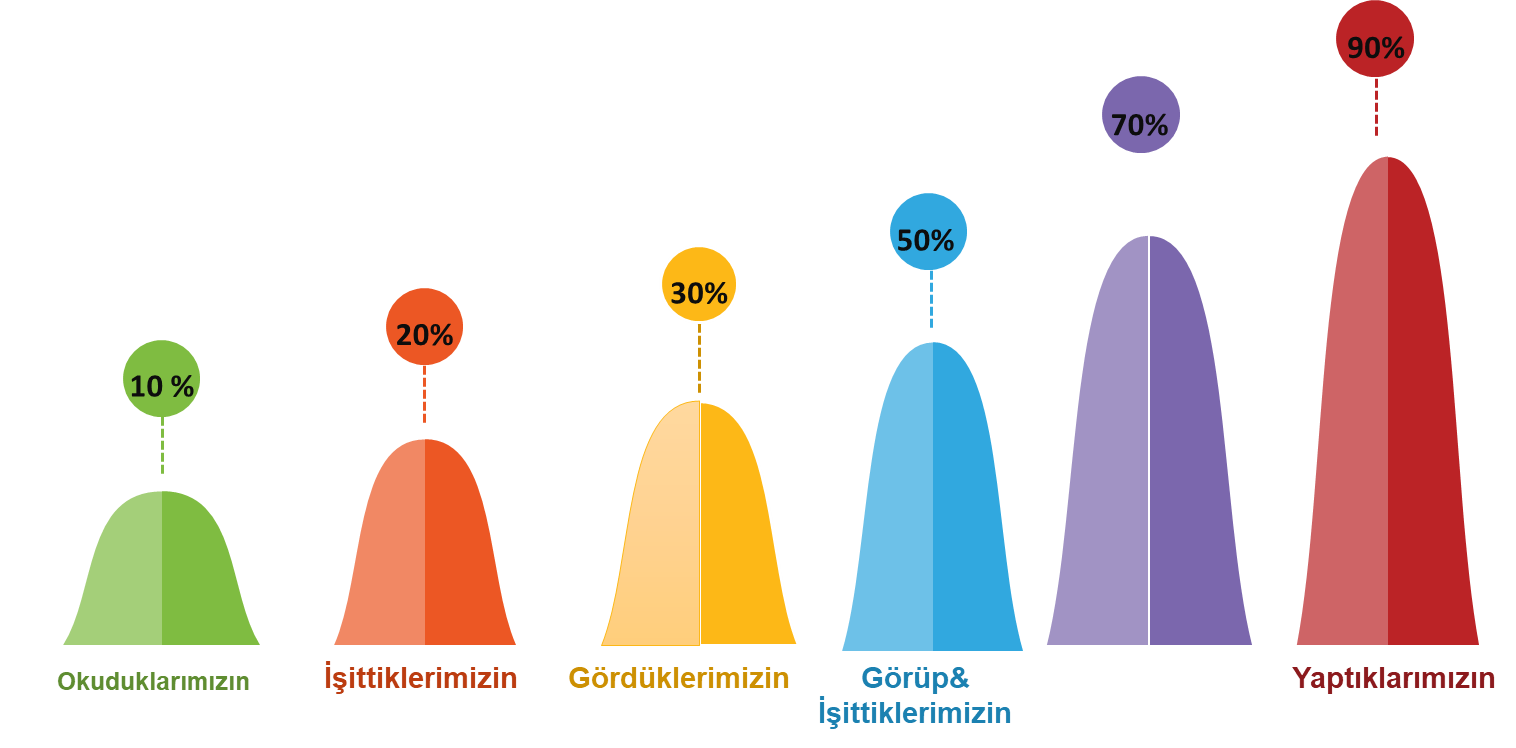 90%
70%
50%
30%
20%
10 %
Okuduklarımızın
İşittiklerimizin
Gördüklerimizin
Görüp&
İşittiklerimizin
Yaptıklarımızın